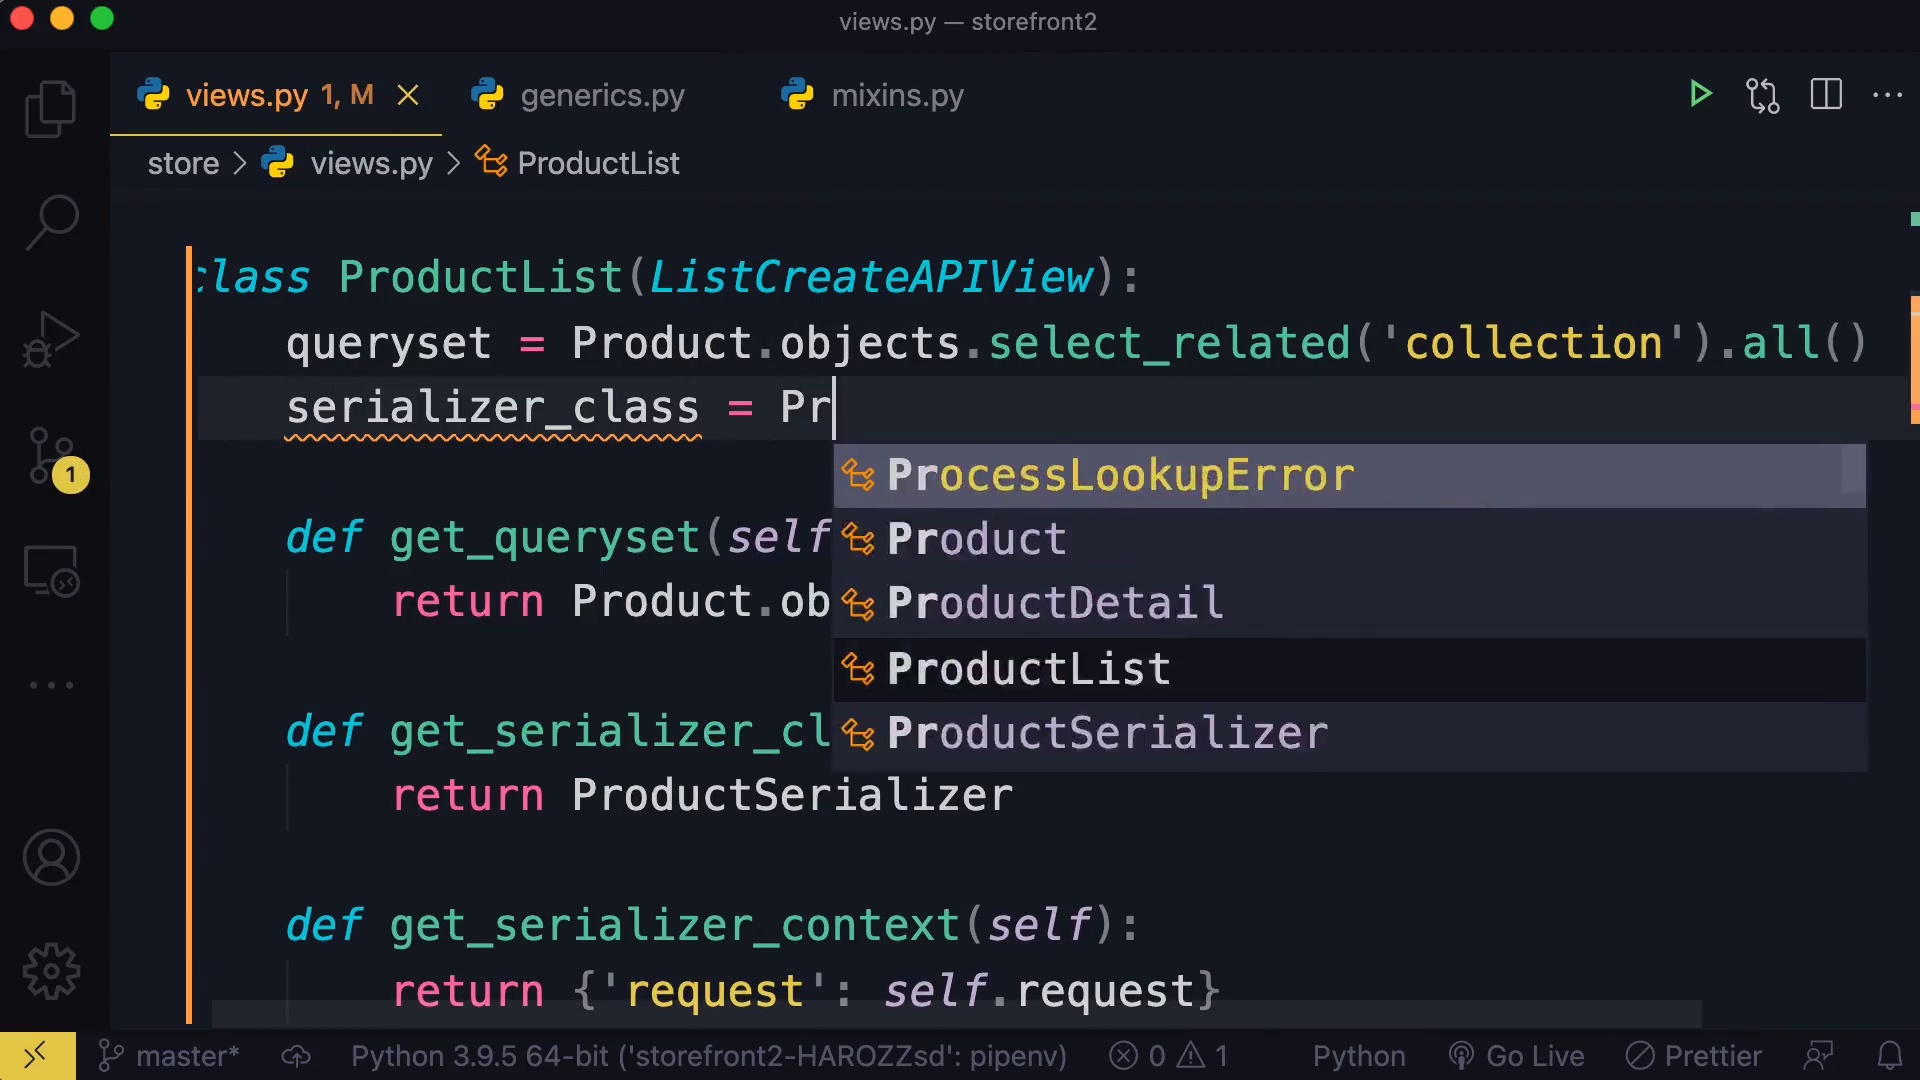 views.py — storefront2
views.py 1, M
generics.py
mixins.py
store > views.py > ProductList
class ProductList(ListCreateAPIView):
queryset = Product.objects.select_related('collection').all()
serializer_class = Pr
ProcessLookupError
Product
def get_queryset(self
ProductDetail
return Product.ob
ProductList
ProductSerializer
def get_serializer_cl
return ProductSerializer
def get_serializer_context(self):
return {'request': self.request}
1
master* Python 3.9.5 64-bit ('storefront2-HAROZZsd': pipenv) 0 1 Python Go Live Prettier